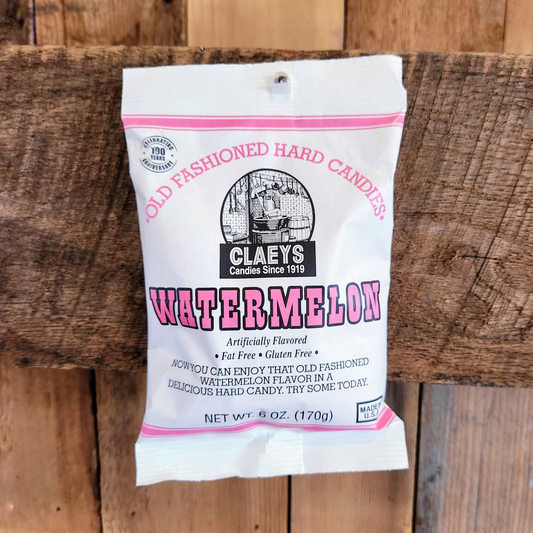 CELEBRATING
100
YEARS
ANNIVERSARY
•OLD FASHIONED HARD CANDIES•
CLAEYS
Candies Since 1919
WATERMELON
Artificially Flavored
• Fat Free • Gluten Free •
NOW YOU CAN ENJOY THAT OLD FASHIONED
WATERMELON FLAVOR IN A
DELICIOUS HARD CANDY. TRY SOME TODAY.
NET WT. 6 OZ. (170g)
MADE IN
U.S.A.